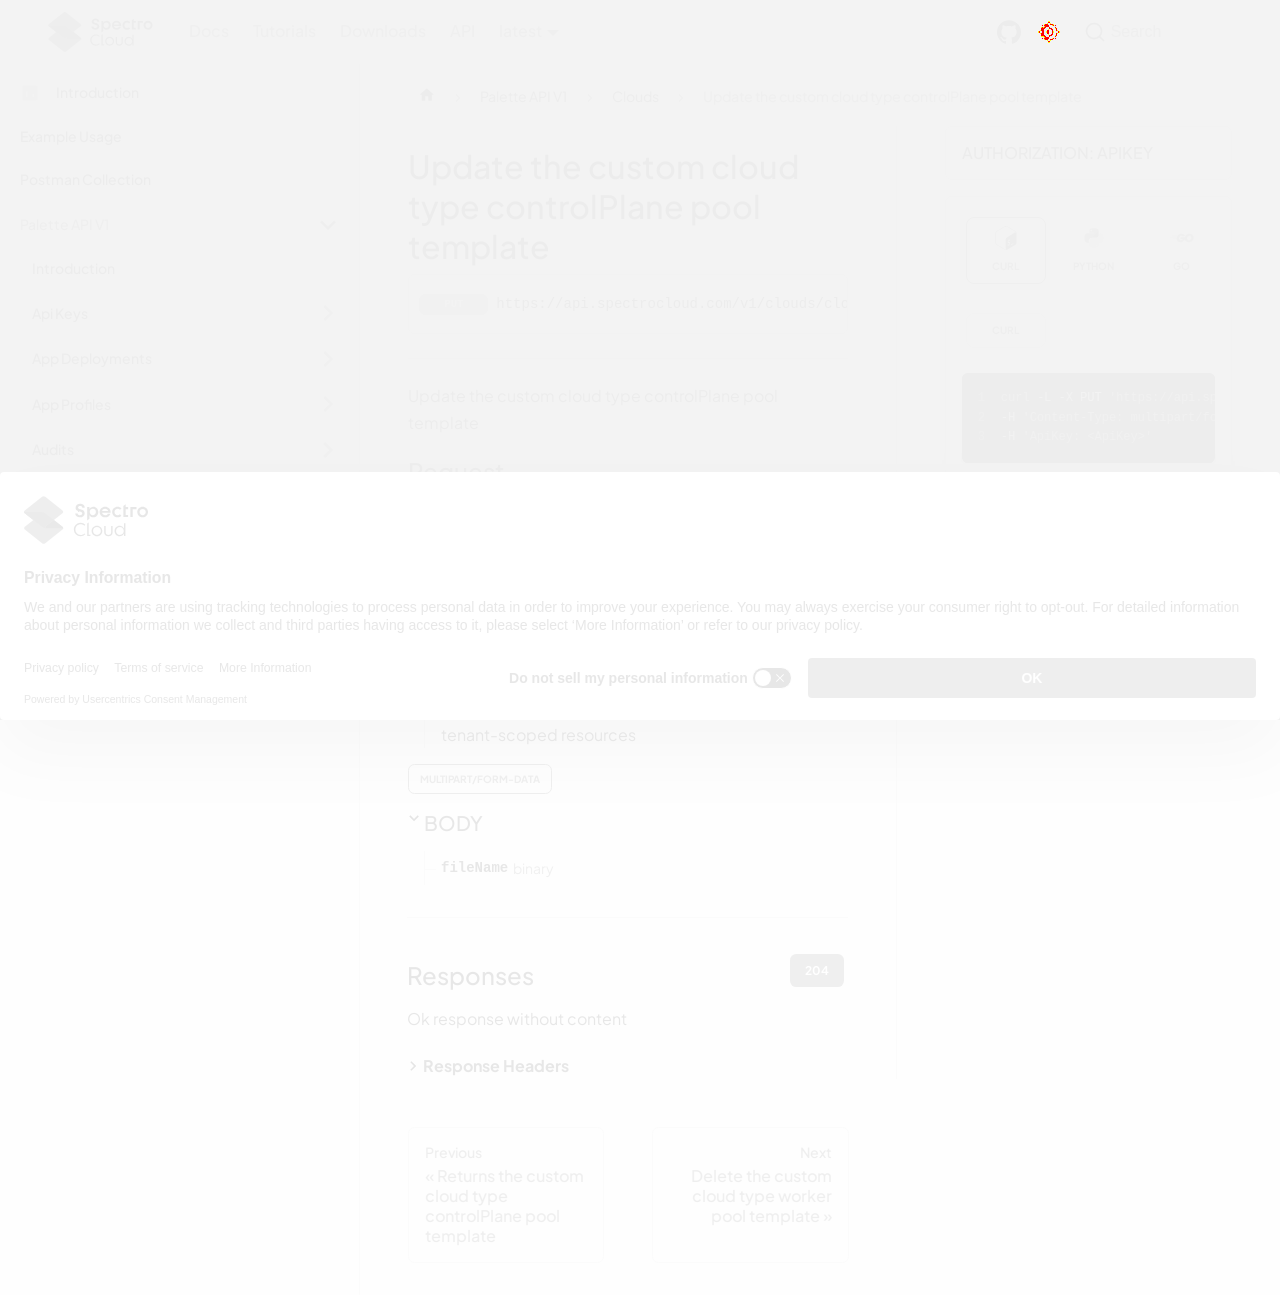 Spectro
Cloud
Docs Tutorials Downloads API latest
Search
Introduction
Palette API V1
Clouds
Update the custom cloud type controlPlane pool template
Example Usage
Postman Collection
Palette API V1
Introduction
Api Keys
App Deployments
App Profiles
Audits
Update the custom cloud
type controlPlane pool
template
https://api.spectrocloud.com/v1/clouds/clo
Update the custom cloud type controlPlane pool
template
Request
AUTHORIZATION: APIKEY
CURL
PYTHON
GO
CURL
Spectro
Cloud
Privacy Information
We and our partners are using tracking technologies to process personal data in order to improve your experience. You may always exercise your consumer right to opt-out. For detailed information
about personal information we collect and third parties having access to it, please select 'More Information' or refer to our privacy policy.
Privacy policy
Terms of service
More Information
Do not sell my personal information
OK
Powered by Usercentrics Consent Management
tenant-scoped resources
MULTIPART/FORM-DATA
BODY
fileName binary
Responses
204
Ok response without content
Response Headers
Previous
« Returns the custom
cloud type
controlPlane pool
template
Next
Delete the custom
cloud type worker
pool template »